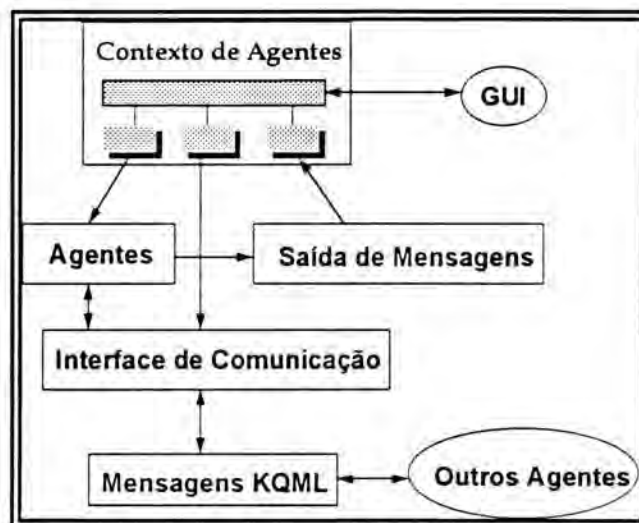 Contexto de Agentes
GUI
Agentes
Saída de Mensagens
Interface de Comunicação
Mensagens KQML
Outros Agentes